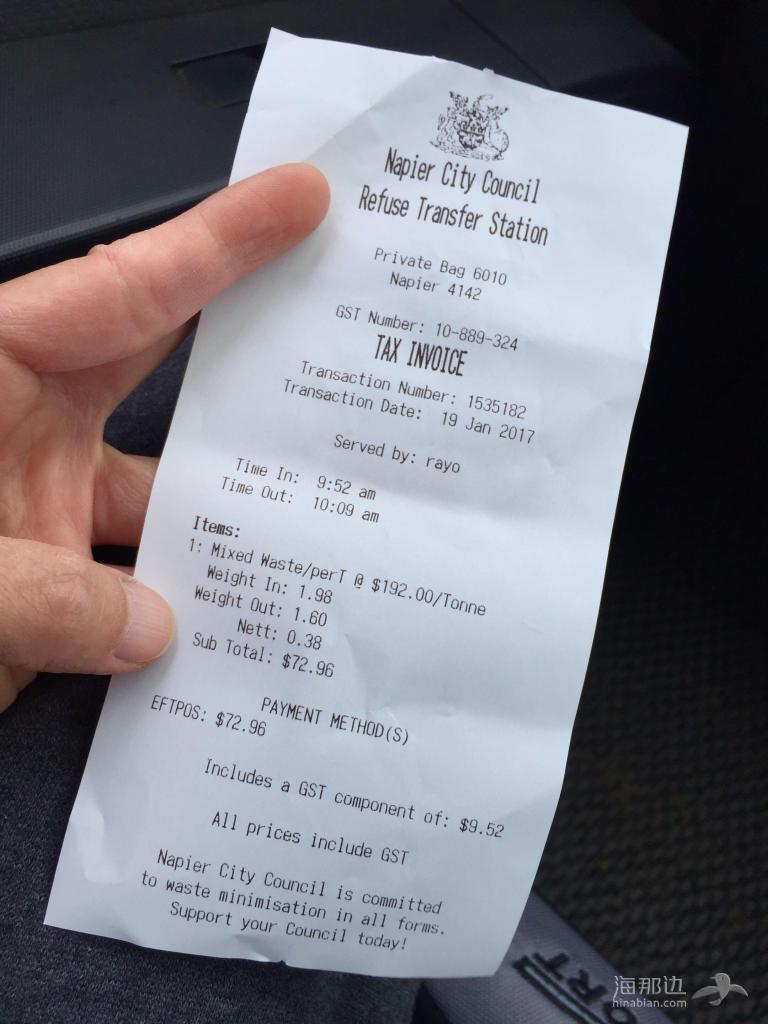 Napier City Council
Refuse Transfer Station
Private Bag 6010
Napier 4142
GST Number: 10-889-324
TAX INVOICE
Transaction Number: 1535182
Transaction Date: 19 Jan 2017
Served by: rayo
Time In: 9:52 am
Time Out: 10:09 am
Items:
1: Mixed Waste/perT @ $192.00/Tonne
Weight In: 1.98
Weight Out: 1.60
Nett: 0.38
Sub Total: $72.96
PAYMENT METHOD(S)
EFTPOS: $72.96
Includes a GST component of: $9.52
All prices include GST
Napier City Council is committed
to waste minimisation in all forms.
Support your Council today!
海那边
hinabian.com